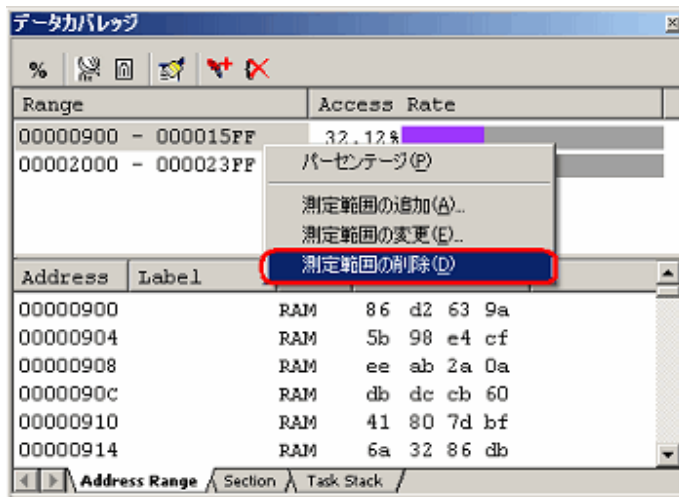 データカバレッジ
%
Range Access Rate
00000900 - 000015FF 32.12%
00002000 - 000023FF
パーセンテージ(P)
測定範囲の追加(A)...
測定範囲の変更(E)...
測定範囲の削除(D)
Address Label
00000900 RAM 86 d2 63 9a
00000904 RAM 5b 98 e4 cf
00000908 RAM ee ab 2a 0a
0000090C RAM db dc cb 60
00000910 RAM 41 80 7d bf
00000914 RAM 6a 32 86 db
Address Range Section Task Stack